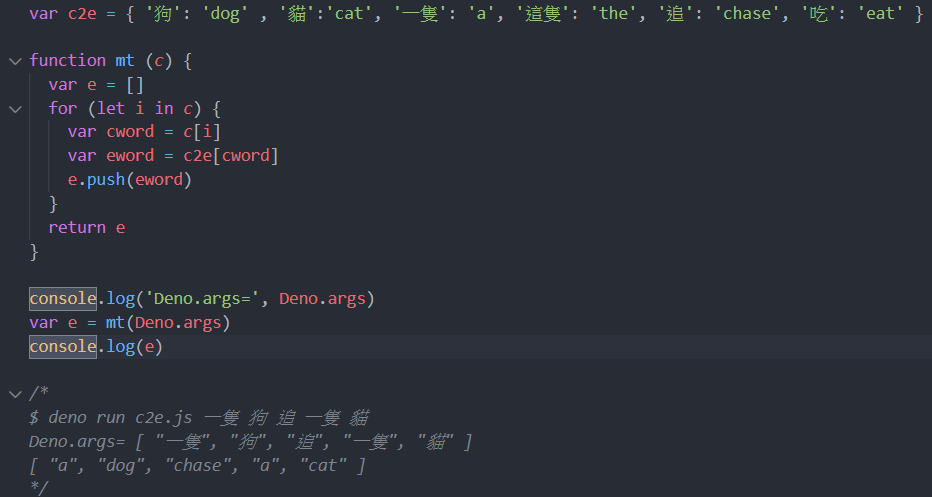 var c2e = { '狗': 'dog' , '貓':'cat', '一隻': 'a', '這隻': 'the', '追': 'chase', '吃': 'eat' }
function mt (c) {
  var e = []
  for (let i in c) {
    var cword = c[i]
    var eword = c2e[cword]
    e.push(eword)
  }
  return e
}
console.log('Deno.args=', Deno.args)
var e = mt(Deno.args)
console.log(e)
/*
$ deno run c2e.js 一隻 狗 追 一隻 貓
Deno.args= [ "一隻", "狗", "追", "一隻", "貓" ]
[ "a", "dog", "chase", "a", "cat" ]
*/